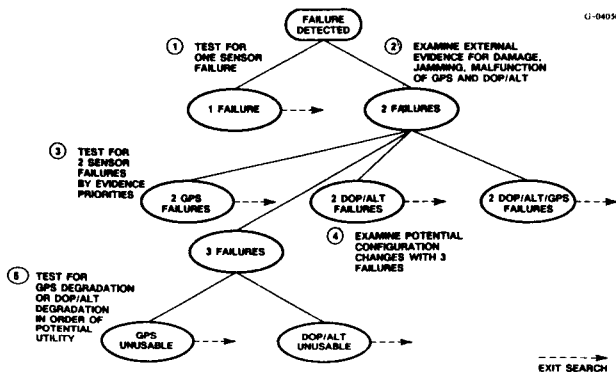 FAILURE
DETECTED
1
TEST FOR
ONE SENSOR
FAILURE
2
EXAMINE EXTERNAL
EVIDENCE FOR DAMAGE,
JAMMING, MALFUNCTION
OF GPS AND DOP/ALT
1 FAILURE
2 FAILURES
3
TEST FOR
2 SENSOR
FAILURES
BY EVIDENCE
PRIORITIES
2 GPS
FAILURES
2 DOP/ALT
FAILURES
2 DOP/ALT/GPS
FAILURES
3 FAILURES
4
EXAMINE POTENTIAL
CONFIGURATION
CHANGES WITH 3
FAILURES
5
TEST FOR
GPS DEGRADATION
OR DOP/ALT
DEGRADATION
IN ORDER OF
POTENTIAL
UTILITY
GPS
UNUSABLE
DOP/ALT
UNUSABLE
EXIT SEARCH